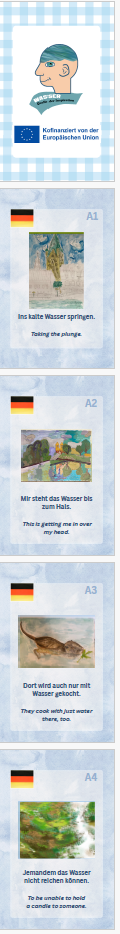 WASSER
Kofinanziert von der
Europäischen Union
A1
Ins kalte Wasser springen.
Taking the plunge.
A2
Mir steht das Wasser bis
zum Hals.
This is getting me in over
my head.
A3
Dort wird auch nur mit
Wasser gekocht.
They cook with just water
there, too.
A4
Jemandem das Wasser
nicht reichen können.
To be unable to hold
a candle to someone.